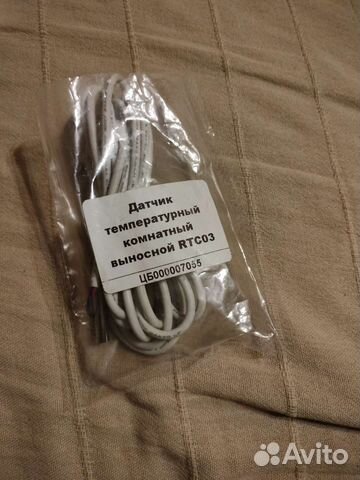 Датчик
температурный
комнатный
выносной RTC03
ЦБ000007055
Avito